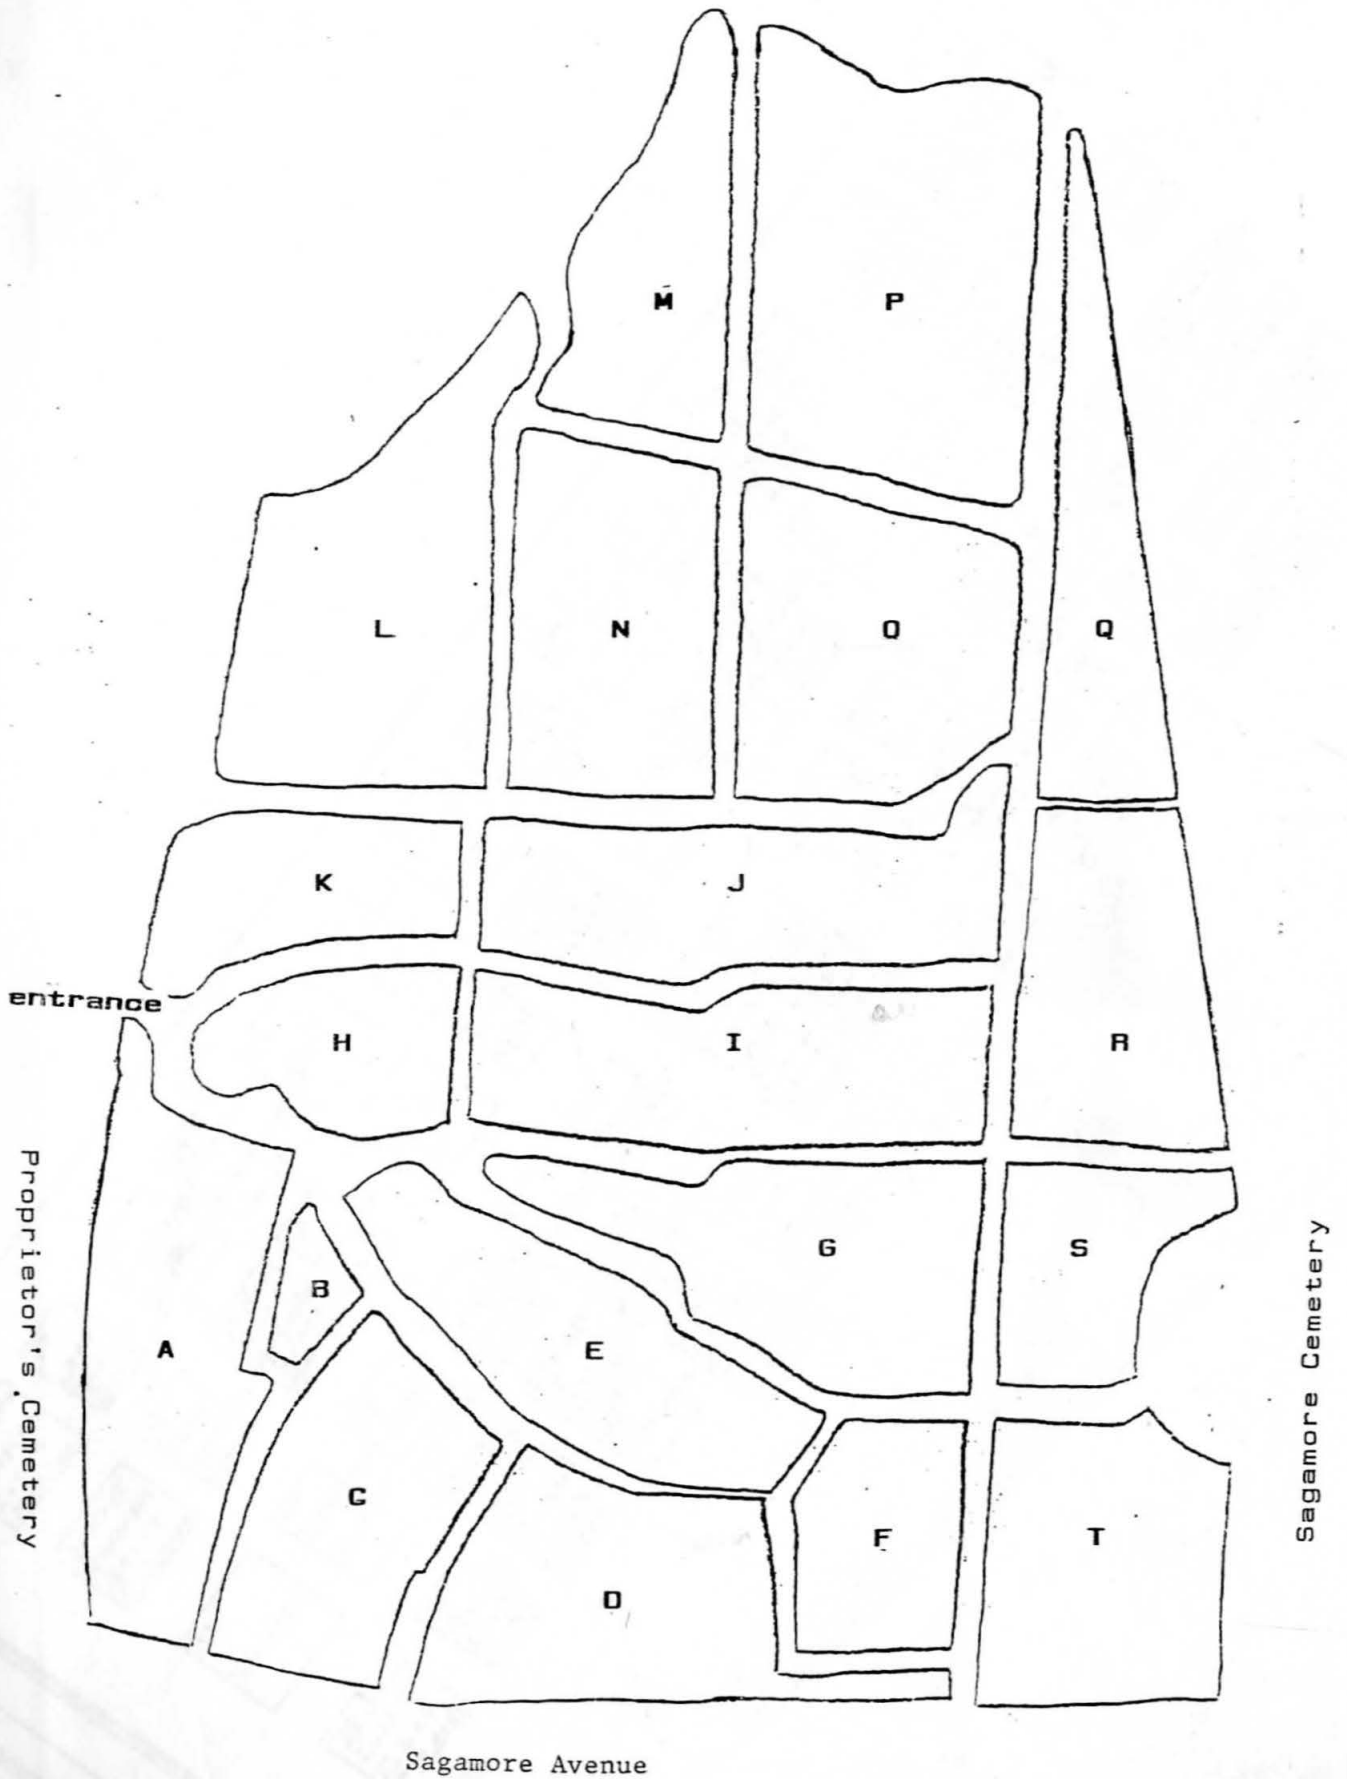 M
P
L
N
O
Q
K
J
entrance
H
I
R
G
S
B
E
A
C
F
T
D
Proprietor's Cemetery
Sagamore Cemetery
Sagamore Avenue